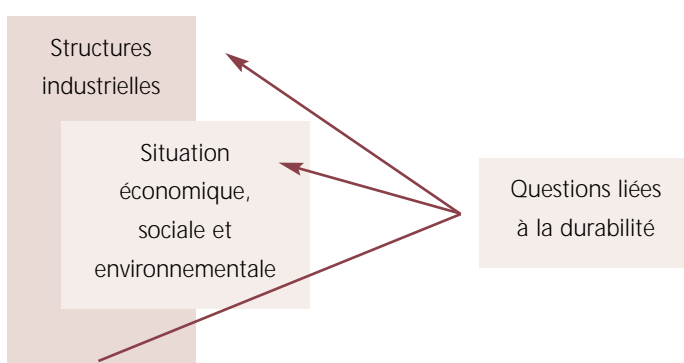 Structures
industrielles
Situation
économique,
sociale et
environnementale
Questions liées
à la durabilité